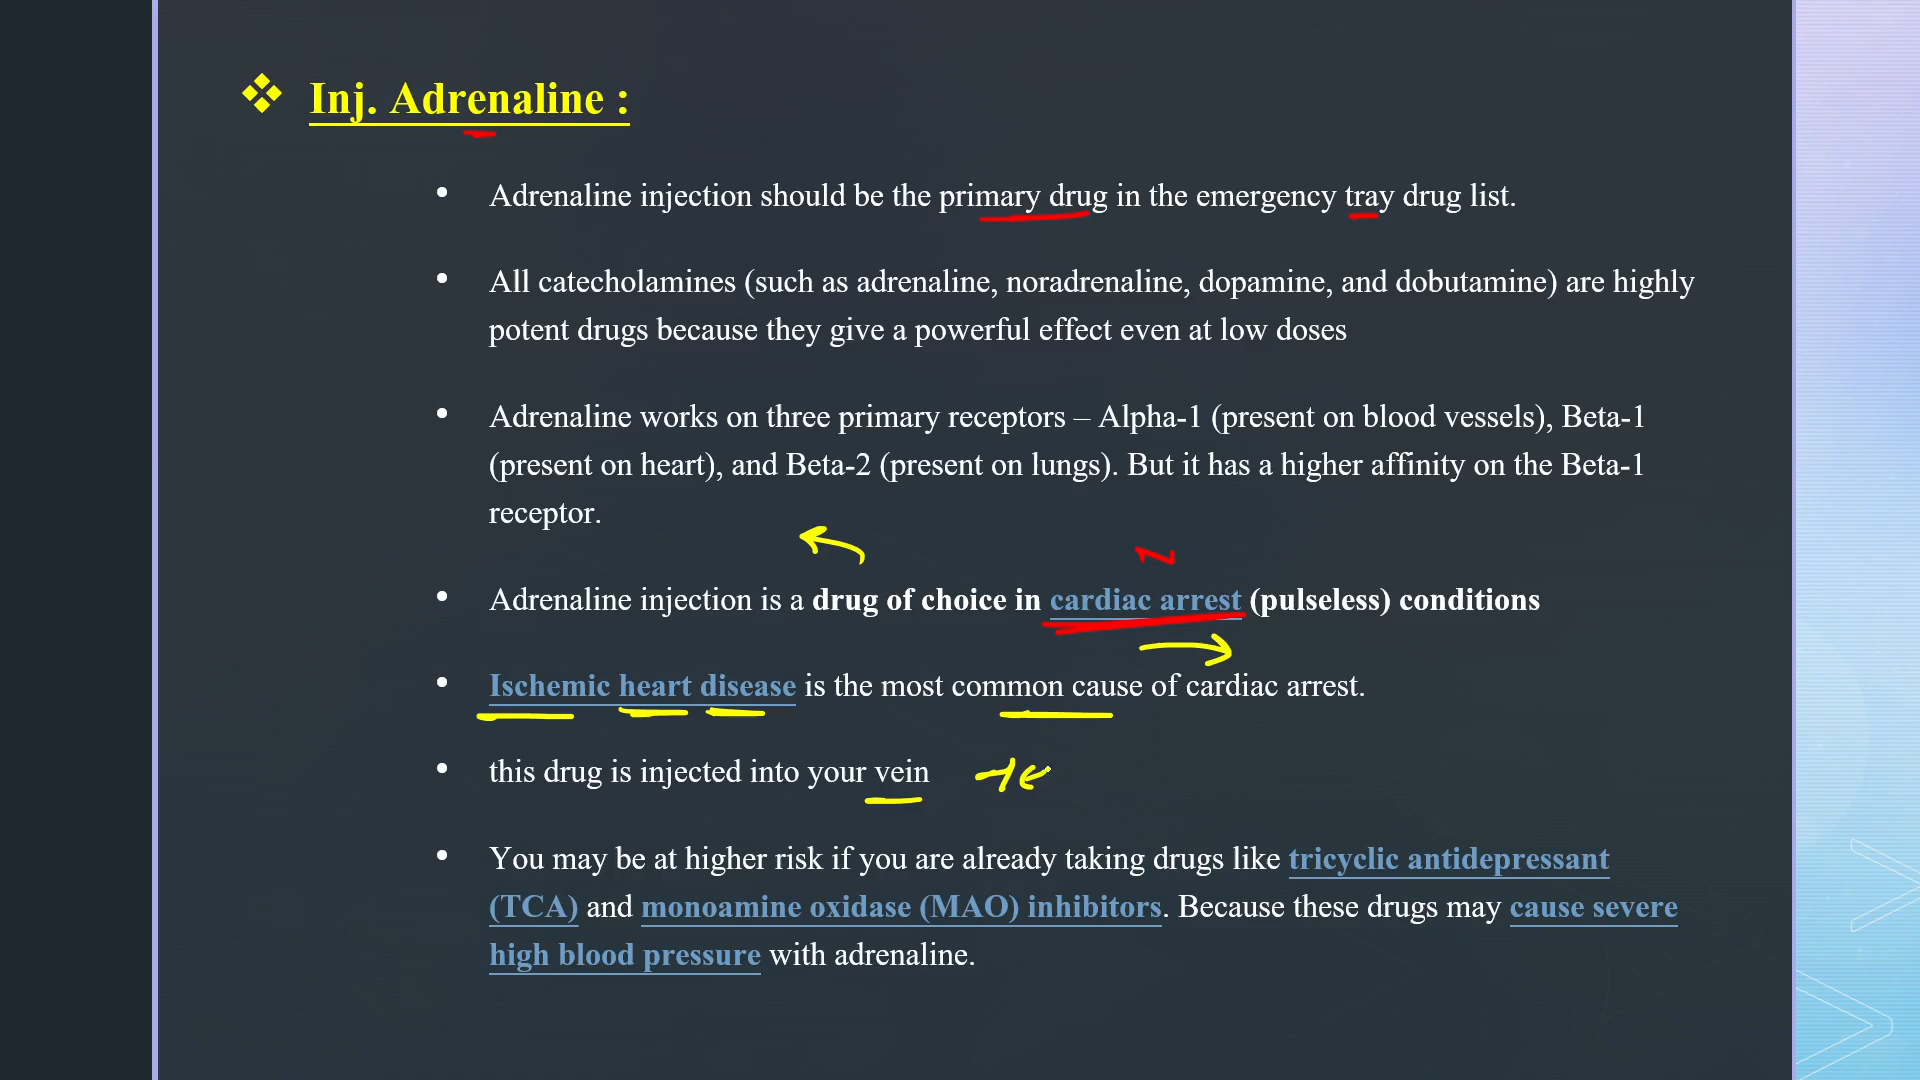 Inj. Adrenaline :
Adrenaline injection should be the primary drug in the emergency tray drug list.
All catecholamines (such as adrenaline, noradrenaline, dopamine, and dobutamine) are highly
potent drugs because they give a powerful effect even at low doses
Adrenaline works on three primary receptors – Alpha-1 (present on blood vessels), Beta-1
(present on heart), and Beta-2 (present on lungs). But it has a higher affinity on the Beta-1
receptor.
Adrenaline injection is a drug of choice in cardiac arrest (pulseless) conditions
Ischemic heart disease is the most common cause of cardiac arrest.
this drug is injected into your vein
You may be at higher risk if you are already taking drugs like tricyclic antidepressant
(TCA) and monoamine oxidase (MAO) inhibitors. Because these drugs may cause severe
high blood pressure with adrenaline.